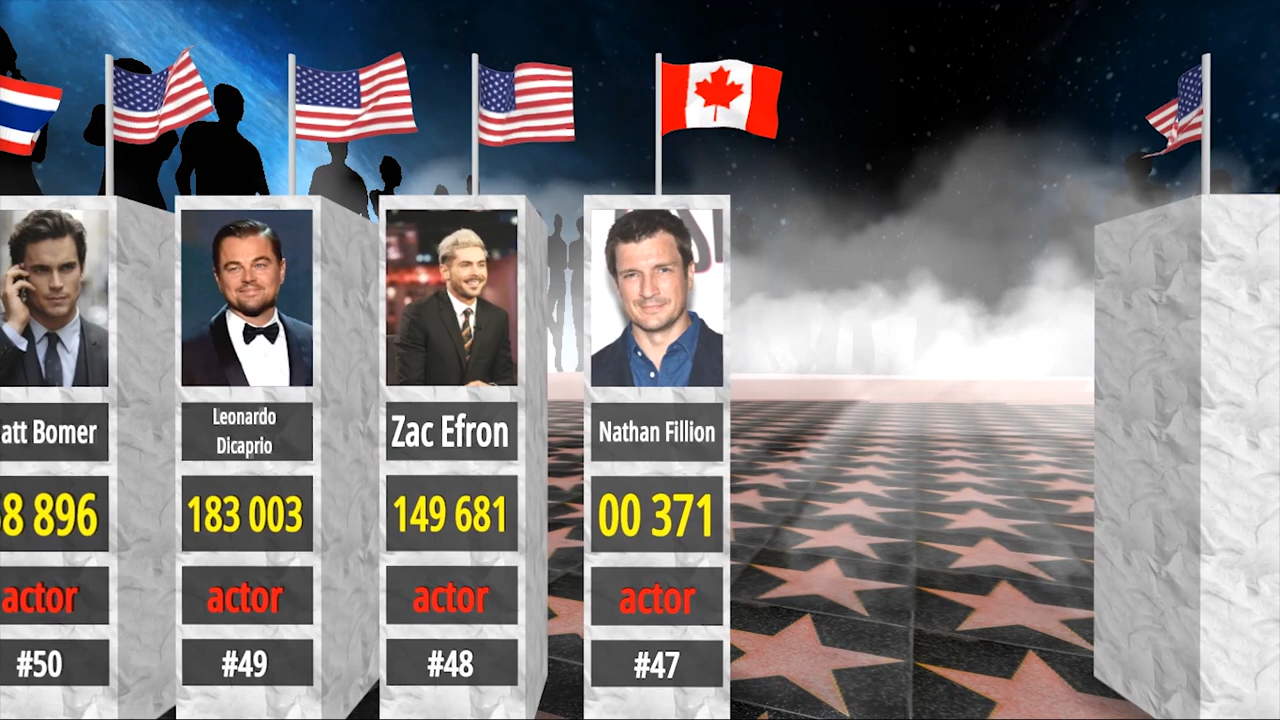 att Bomer
8 896
actor
#50
Leonardo
Dicaprio
183 003
actor
#49
Zac Efron
149 681
actor
#48
Nathan Fillion
00 371
actor
#47